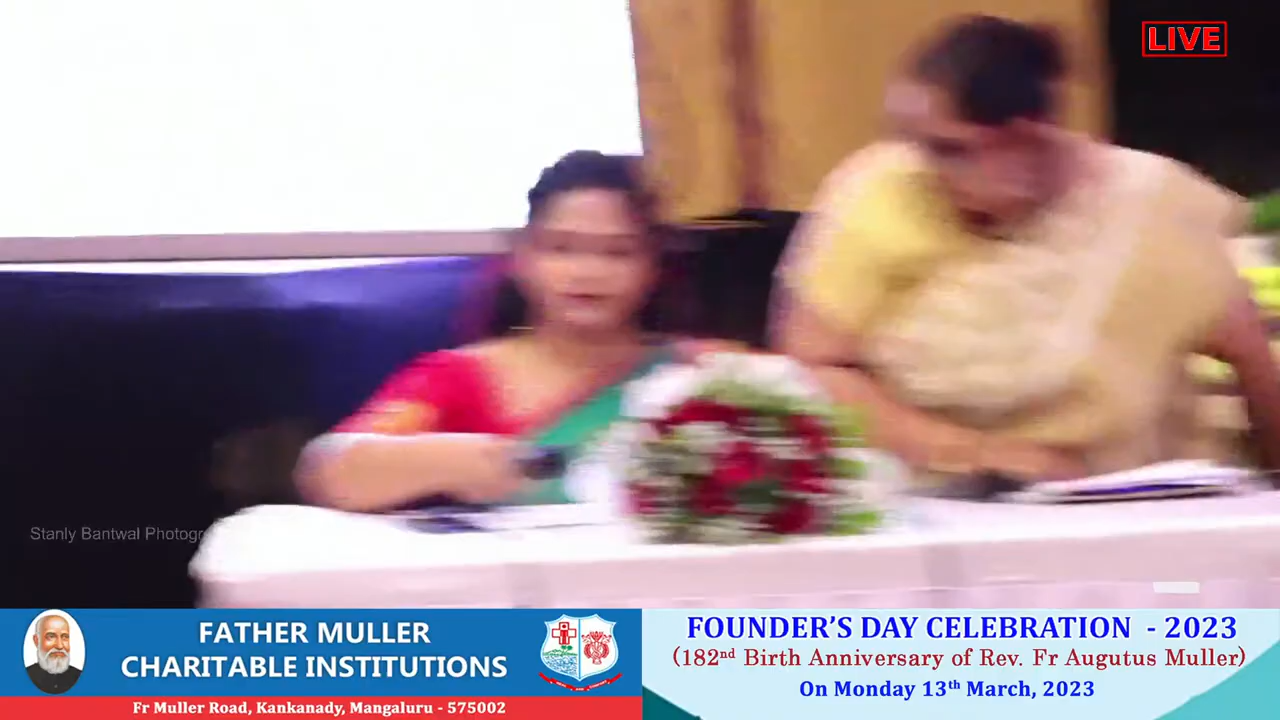 LIVE
Stanly Bantwal Photogr
FATHER MULLER
CHARITABLE INSTITUTIONS
Fr Muller Road, Kankanady, Mangaluru - 575002
FOUNDER'S DAY CELEBRATION - 2023
(182nd Birth Anniversary of Rev. Fr Augutus Muller)
On Monday 13th March, 2023